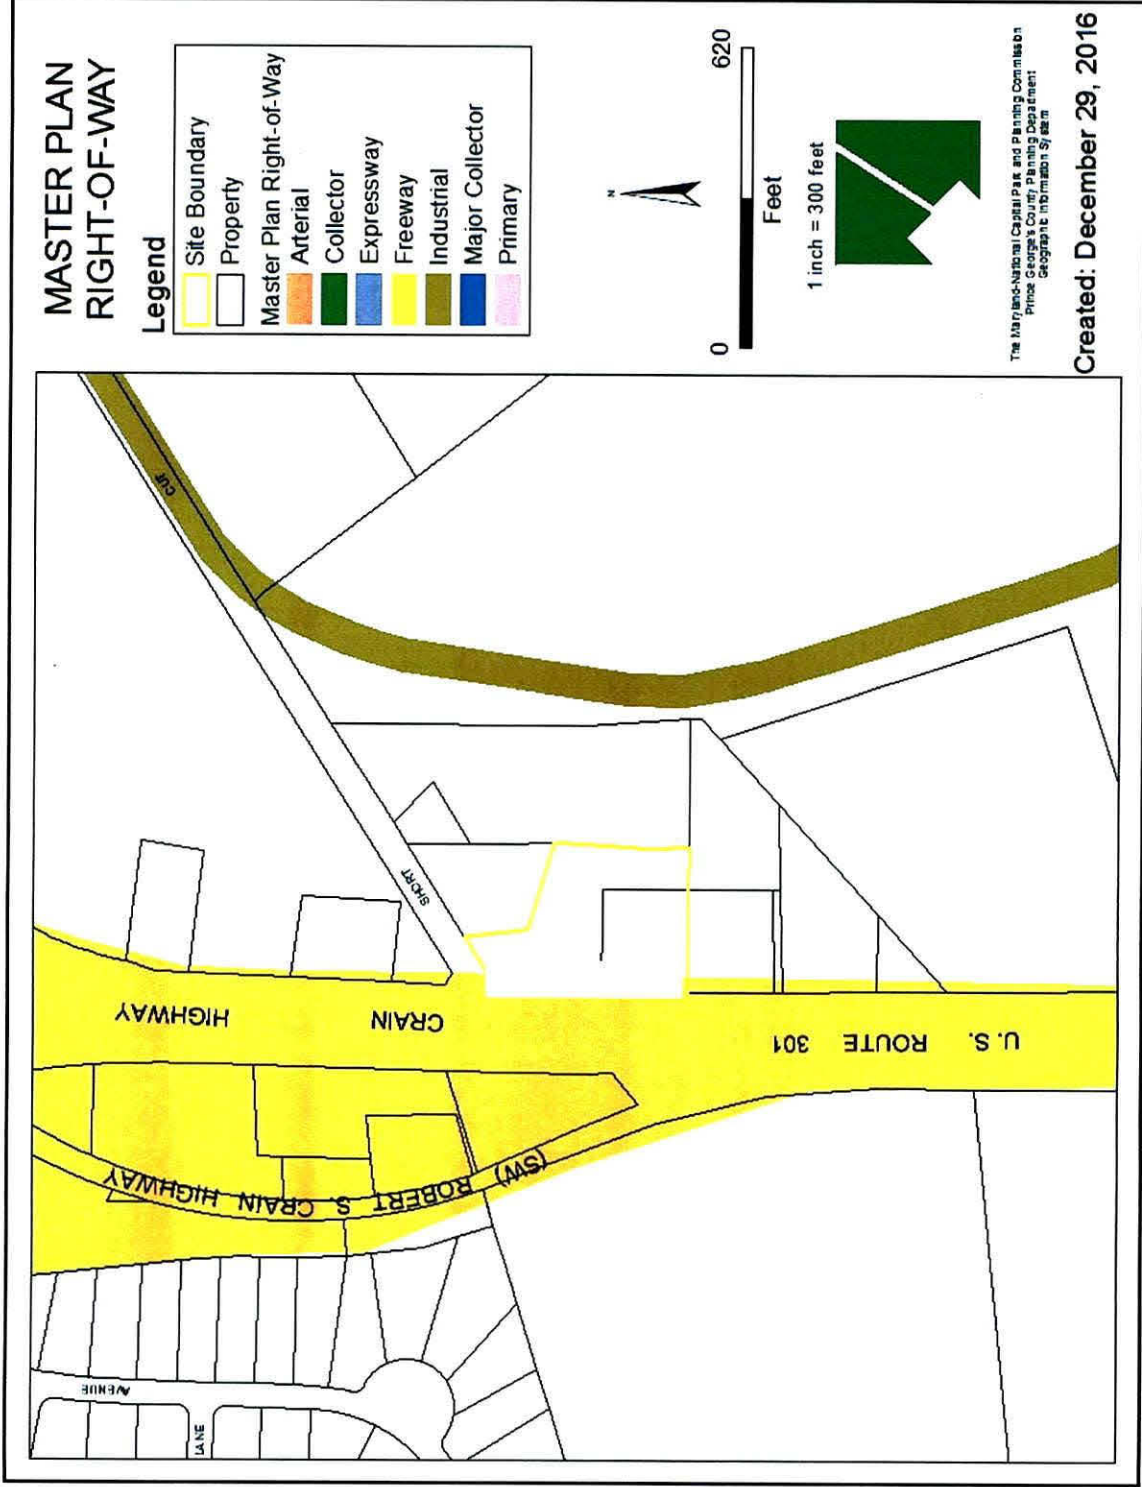 MASTER PLAN
RIGHT-OF-WAY
Legend
Site Boundary
Property
Master Plan Right-of-Way
Arterial
Collector
Expressway
Freeway
Industrial
Major Collector
Primary
N
0 620
Feet
1 inch = 300 feet
The Maryland-National Capital Park and Planning Commission
Prince George's County Planning Department
Geographic Information System
Created: December 29, 2016
AVENUE
LANE
(SW) ROBERT S. CRAIN HIGHWAY
CRAIN HIGHWAY
U.S. ROUTE 301
SHORT
CUT